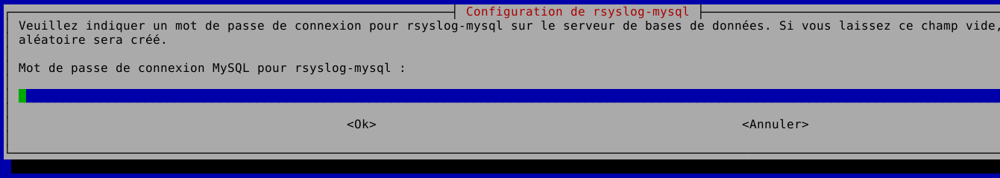 Configuration de rsyslog-mysql
Veuillez indiquer un mot de passe de connexion pour rsyslog-mysql sur le serveur de bases de données. Si vous laissez ce champ vide,
aléatoire sera créé.
Mot de passe de connexion MySQL pour rsyslog-mysql :
<Ok> <Annuler>